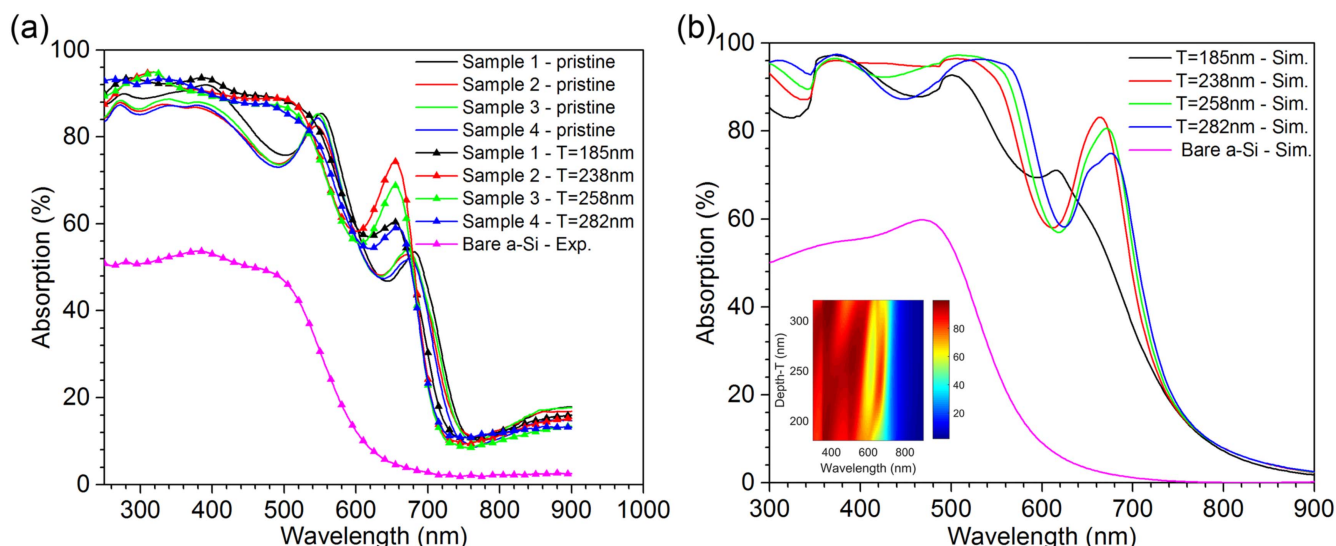 (a)
Absorption (%)
100
80
60
40
20
0
300 400 500 600 700 800 900 1000
Wavelength (nm)
Sample 1 - pristine
Sample 2 - pristine
Sample 3 - pristine
Sample 4 - pristine
Sample 1 - T=185nm
Sample 2 - T=238nm
Sample 3 - T=258nm
Sample 4 - T=282nm
Bare a-Si - Exp.
(b)
Absorption (%)
100
80
60
40
20
0
300 400 500 600 700 800 900
Wavelength (nm)
T=185nm - Sim.
T=238nm - Sim.
T=258nm - Sim.
T=282nm - Sim.
Bare a-Si - Sim.
Depth-T (nm)
300
250
200
400 600 800
Wavelength (nm)
80
60
40
20